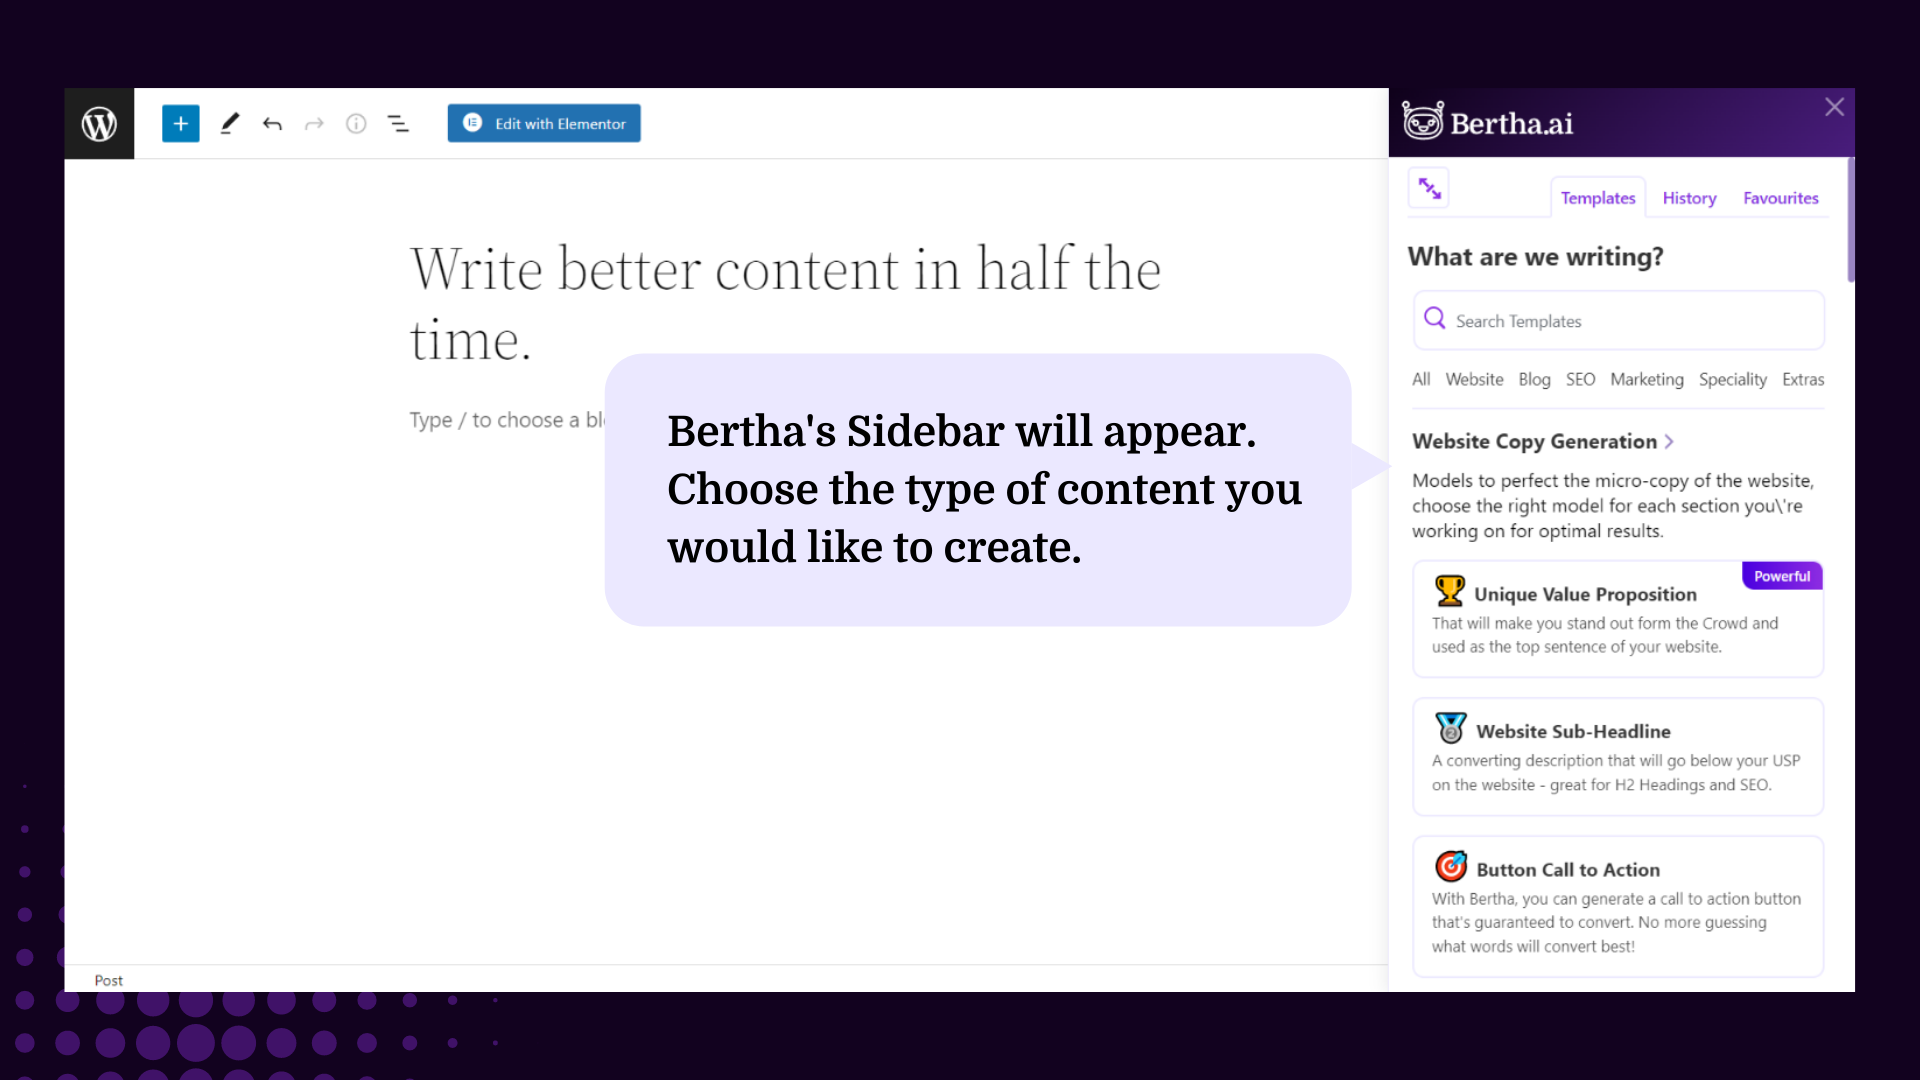 Edit with Elementor
Write better content in half the
time.
Type / to choose a
Bertha's Sidebar will appear.
Choose the type of content you
would like to create.
Post
Bertha.ai
Templates History Favourites
What are we writing?
Search Templates
All Website Blog SEO Marketing Speciality Extras
Website Copy Generation >
Models to perfect the micro-copy of the website,
choose the right model for each section you\'re
working on for optimal results.
Powerful
Unique Value Proposition
That will make you stand out form the Crowd and
used as the top sentence of your website.
2
Website Sub-Headline
A converting description that will go below your USP
on the website - great for H2 Headings and SEO.
Button Call to Action
With Bertha, you can generate a call to action button
that's guaranteed to convert. No more guessing
what words will convert best!